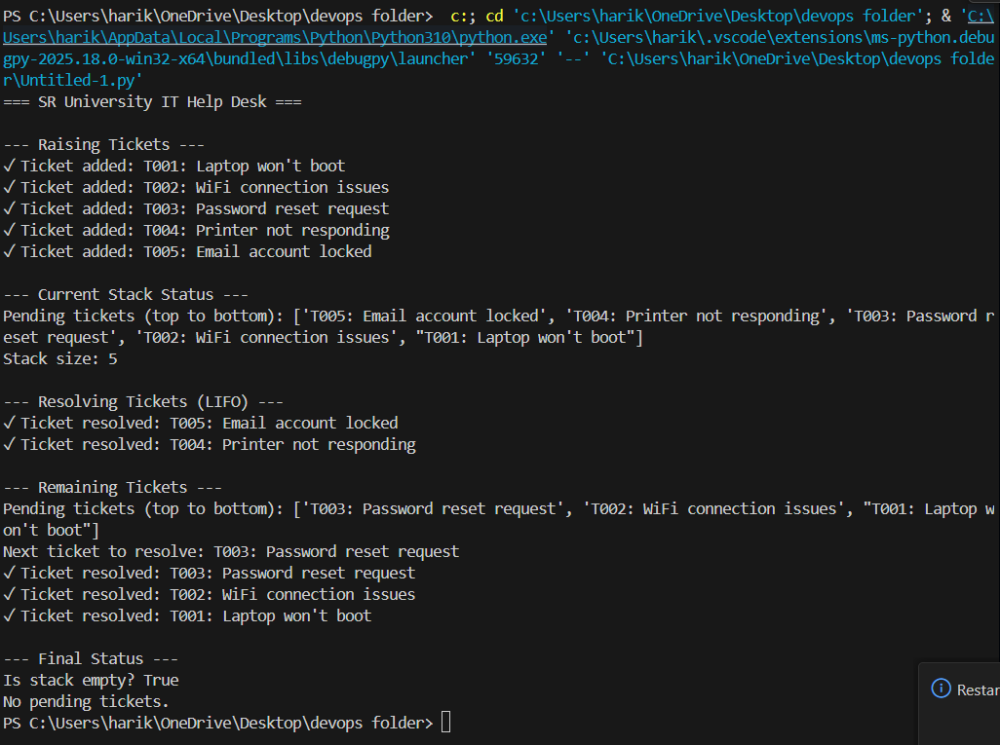 PS C:\Users\harik\OneDrive\Desktop\devops folder>  c:; cd 'c:\Users\harik\OneDrive\Desktop\devops folder'; & 'C:\
Users\harik\AppData\Local\Programs\Python\Python310\python.exe' 'c:\Users\harik\.vscode\extensions\ms-python.debu
gpy-2025.18.0-win32-x64\bundled\libs\debugpy\launcher' '59632' '--' 'C:\Users\harik\OneDrive\Desktop\devops folde
r\Untitled-1.py'
=== SR University IT Help Desk ===
--- Raising Tickets ---
✓ Ticket added: T001: Laptop won't boot
✓ Ticket added: T002: WiFi connection issues
✓ Ticket added: T003: Password reset request
✓ Ticket added: T004: Printer not responding
✓ Ticket added: T005: Email account locked
--- Current Stack Status ---
Pending tickets (top to bottom): ['T005: Email account locked', 'T004: Printer not responding', 'T003: Password r
eset request', 'T002: WiFi connection issues', "T001: Laptop won't boot"]
Stack size: 5
--- Resolving Tickets (LIFO) ---
✓ Ticket resolved: T005: Email account locked
✓ Ticket resolved: T004: Printer not responding
--- Remaining Tickets ---
Pending tickets (top to bottom): ['T003: Password reset request', 'T002: WiFi connection issues', "T001: Laptop w
on't boot"]
Next ticket to resolve: T003: Password reset request
✓ Ticket resolved: T003: Password reset request
✓ Ticket resolved: T002: WiFi connection issues
✓ Ticket resolved: T001: Laptop won't boot
--- Final Status ---
Is stack empty? True
Restar
No pending tickets.
PS C:\Users\harik\OneDrive\Desktop\devops folder>